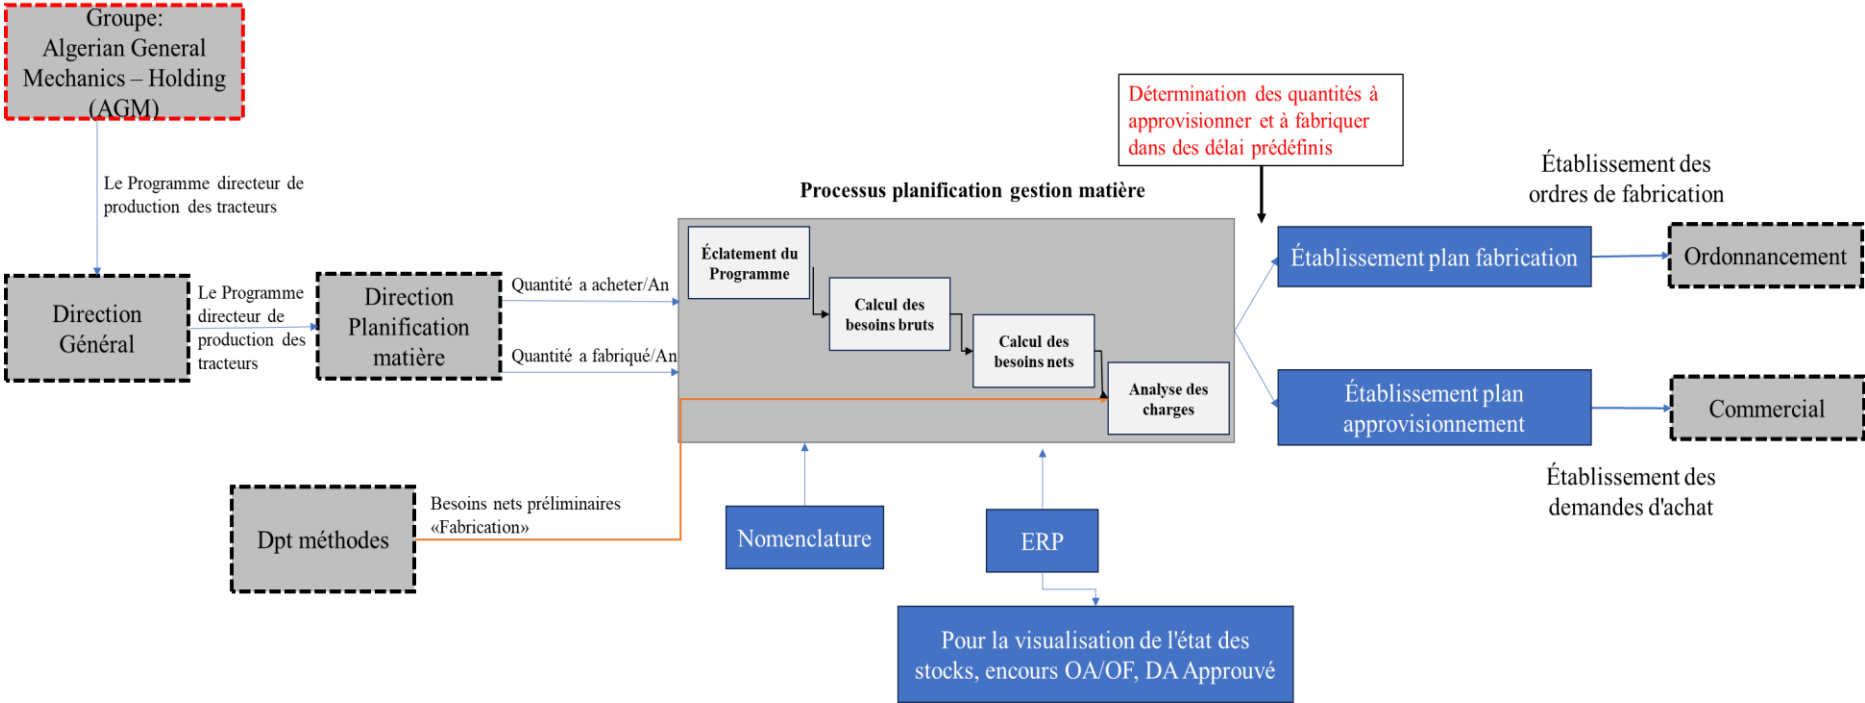 Groupe:
Algerian General
Mechanics – Holding
(AGM)
Le Programme directeur de
production des tracteurs
Direction
Général
Le Programme
directeur de
production des
tracteurs
Direction
Planification
matière
Quantité a acheter/An
Quantité a fabriqué/An
Dpt méthodes
Besoins nets préliminaires
«Fabrication»
Processus planification gestion matière
Éclatement du
Programme
Calcul des
besoins bruts
Calcul des
besoins nets
Analyse des
charges
Nomenclature
ERP
Pour la visualisation de l'état des
stocks, encours OA/OF, DA Approuvé
Détermination des quantités à
approvisionner et à fabriquer
dans des délai prédéfinis
Établissement plan fabrication
Établissement des
ordres de fabrication
Ordonnancement
Établissement plan
approvisionnement
Commercial
Établissement des
demandes d'achat